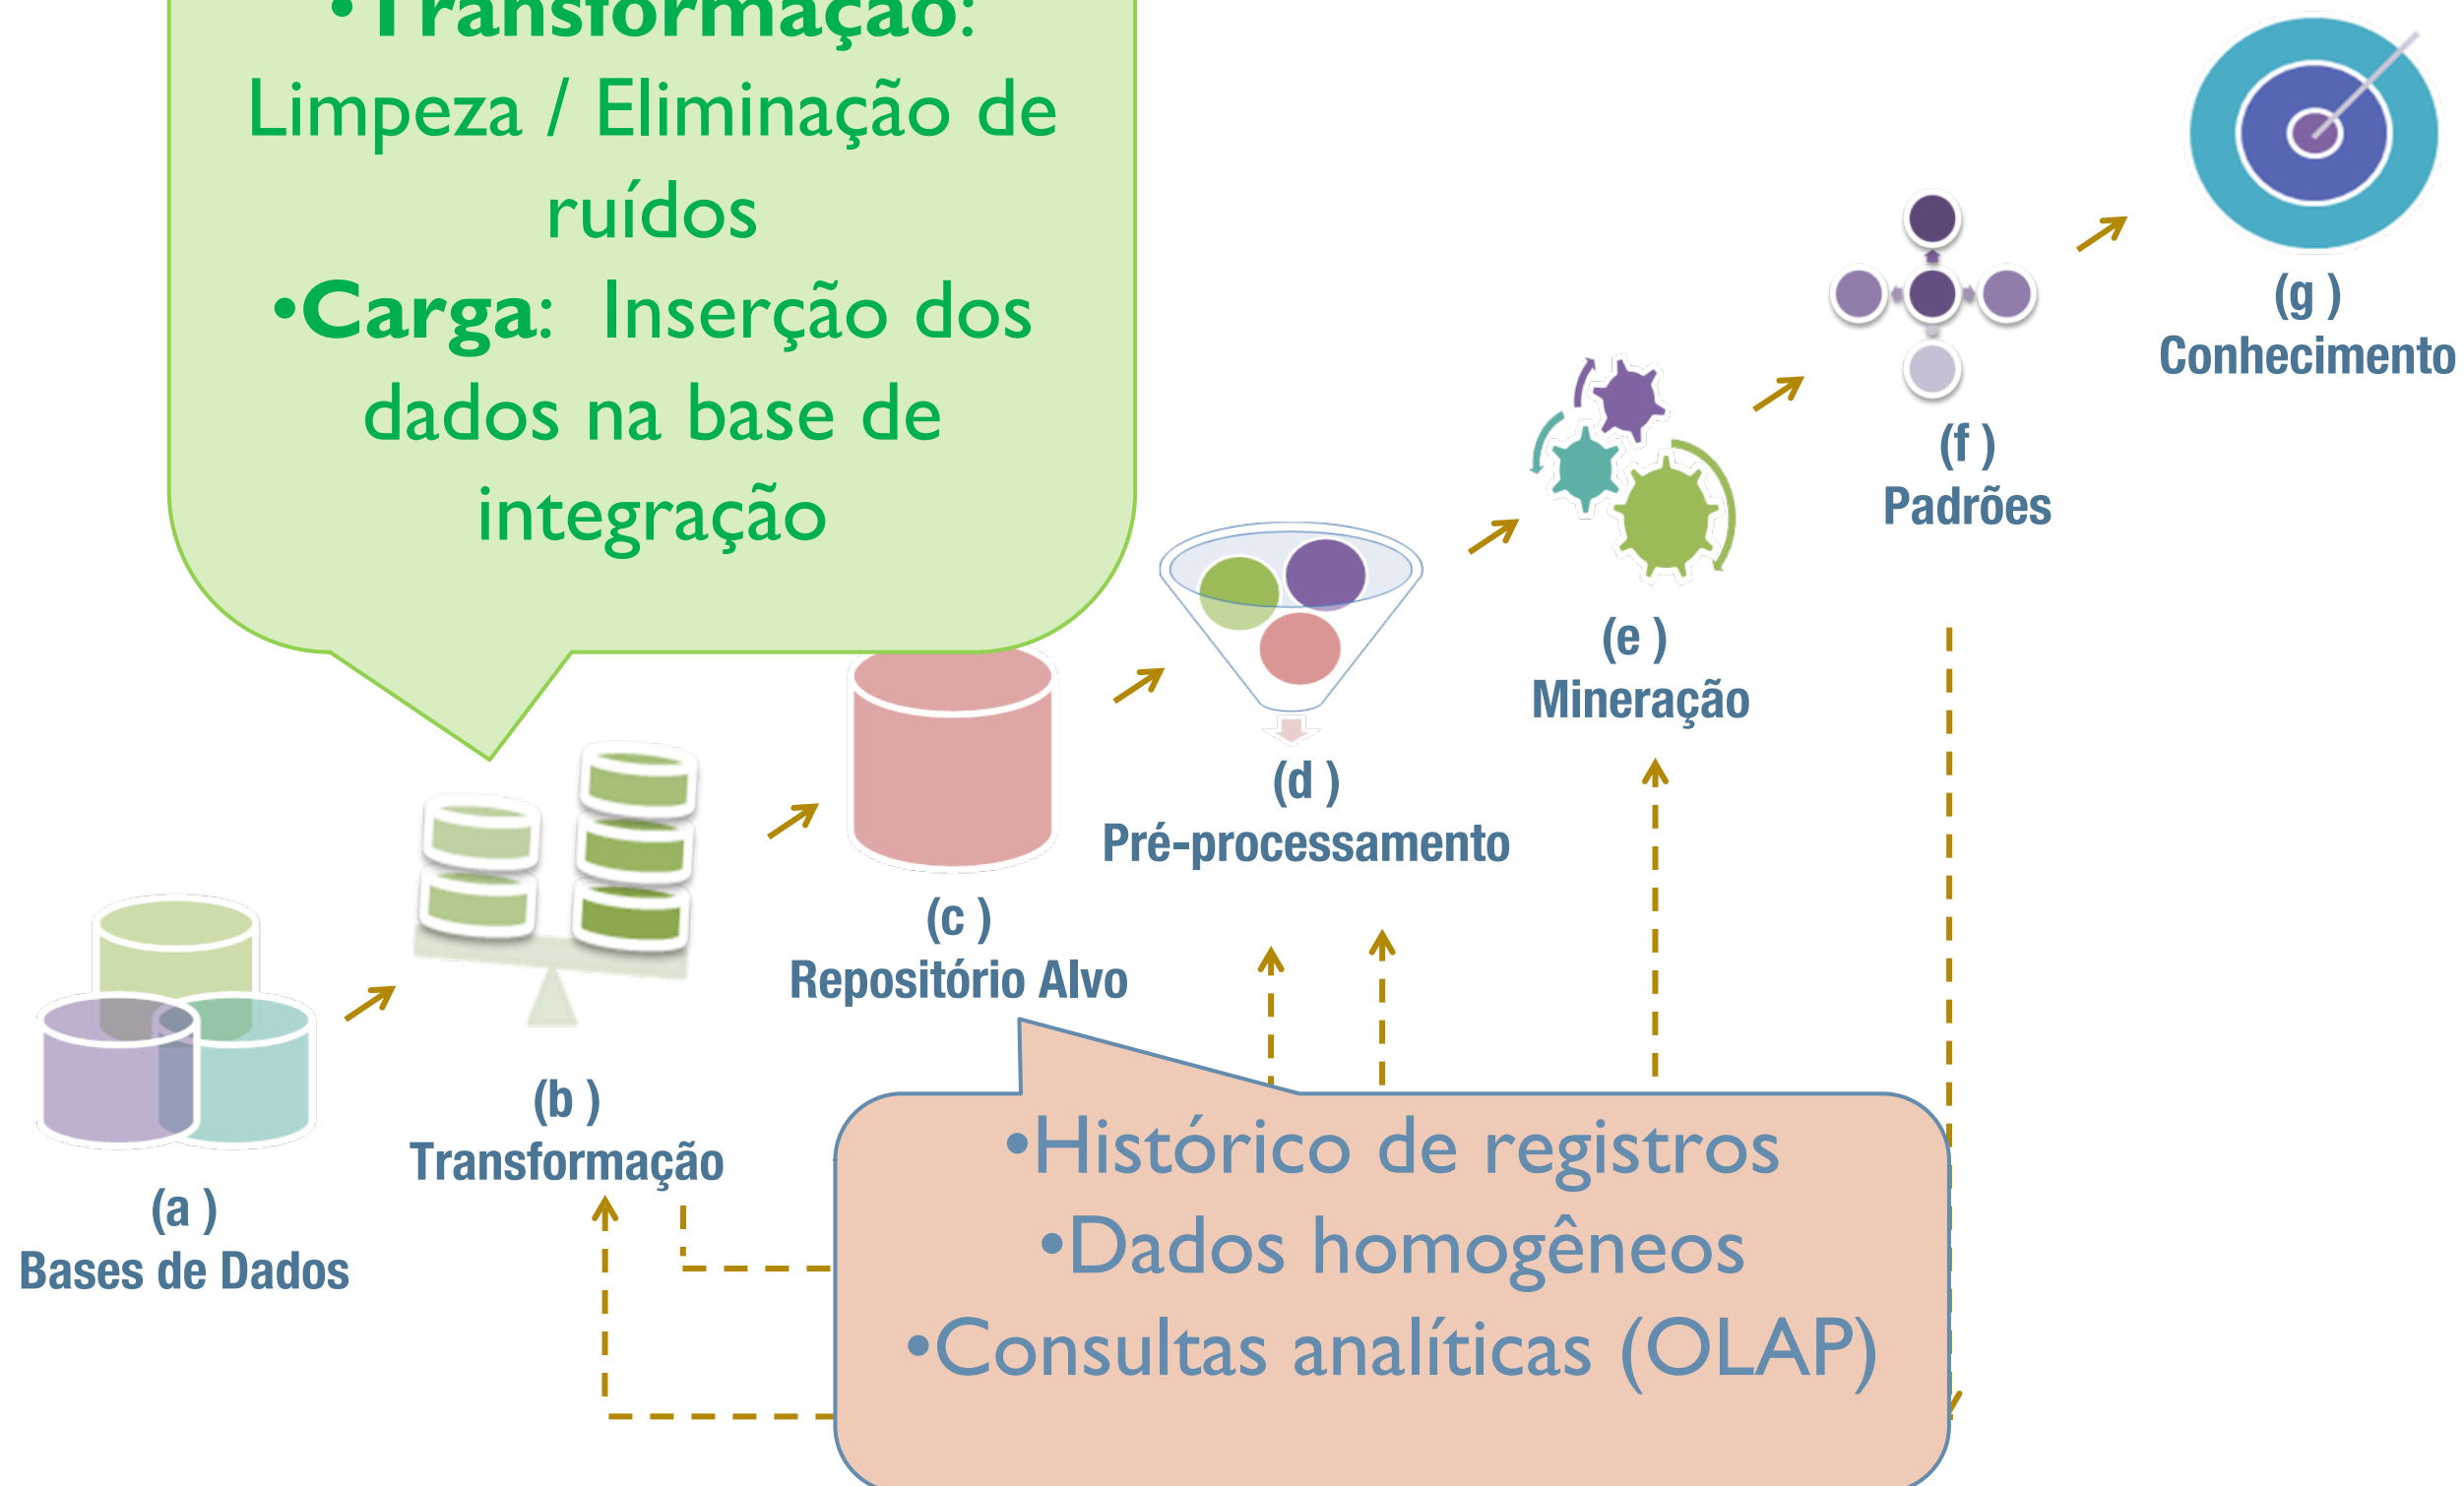 •Transformação:
Limpeza / Eliminação de
ruídos
•Carga: Inserção dos
dados na base de
integração
(g )
Conhecimento
(f )
Padrões
(e )
Mineração
(d )
Pré-processamento
(c )
Repositório Alvo
(b )
Transformação
(a )
Bases de Dados
•Histórico de registros
•Dados homogêneos
•Consultas analíticas (OLAP)